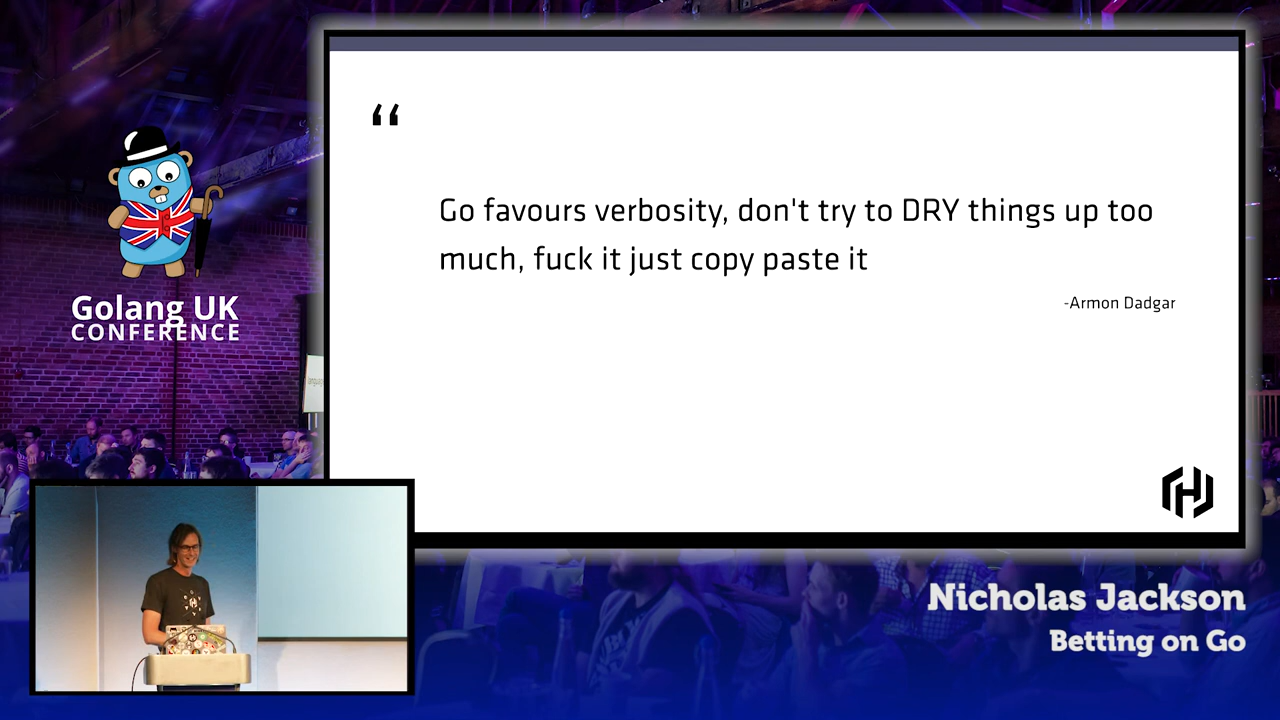 “
Go favours verbosity, don't try to DRY things up too
much, fuck it just copy paste it
-Armon Dadgar
Golang UK
CONFERENCE
Nicholas Jackson
Betting on Go